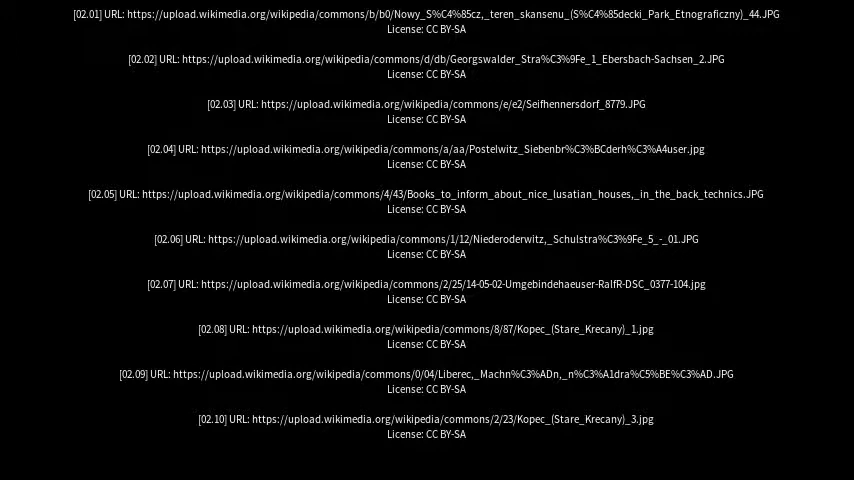 [02.01] URL: https://upload.wikimedia.org/wikipedia/commons/b/b0/Nowy_S%C4%85cz,_teren_skansenu_(S%C4%85decki_Park_Etnograficzny)_44.JPG
License: CC BY-SA
[02.02] URL: https://upload.wikimedia.org/wikipedia/commons/d/db/Georgswalder_Stra%C3%9Fe_1_Ebersbach-Sachsen_2.JPG
License: CC BY-SA
[02.03] URL: https://upload.wikimedia.org/wikipedia/commons/e/e2/Seifhennersdorf_8779.JPG
License: CC BY-SA
[02.04] URL: https://upload.wikimedia.org/wikipedia/commons/a/aa/Postelwitz_Siebenbr%C3%BCderh%C3%A4user.jpg
License: CC BY-SA
[02.05] URL: https://upload.wikimedia.org/wikipedia/commons/4/43/Books_to_inform_about_nice_lusatian_houses,_in_the_back_technics.JPG
License: CC BY-SA
[02.06] URL: https://upload.wikimedia.org/wikipedia/commons/1/12/Niederoderwitz,_Schulstra%C3%9Fe_5_-_01.JPG
License: CC BY-SA
[02.07] URL: https://upload.wikimedia.org/wikipedia/commons/2/25/14-05-02-Umgebindehaeuser-RalfR-DSC_0377-104.jpg
License: CC BY-SA
[02.08] URL: https://upload.wikimedia.org/wikipedia/commons/8/87/Kopec_(Stare_Krecany)_1.jpg
License: CC BY-SA
[02.09] URL: https://upload.wikimedia.org/wikipedia/commons/0/04/Liberec,_Machn%C3%ADn,_n%C3%A1dra%C5%BE%C3%AD.JPG
License: CC BY-SA
[02.10] URL: https://upload.wikimedia.org/wikipedia/commons/2/23/Kopec_(Stare_Krecany)_3.jpg
License: CC BY-SA